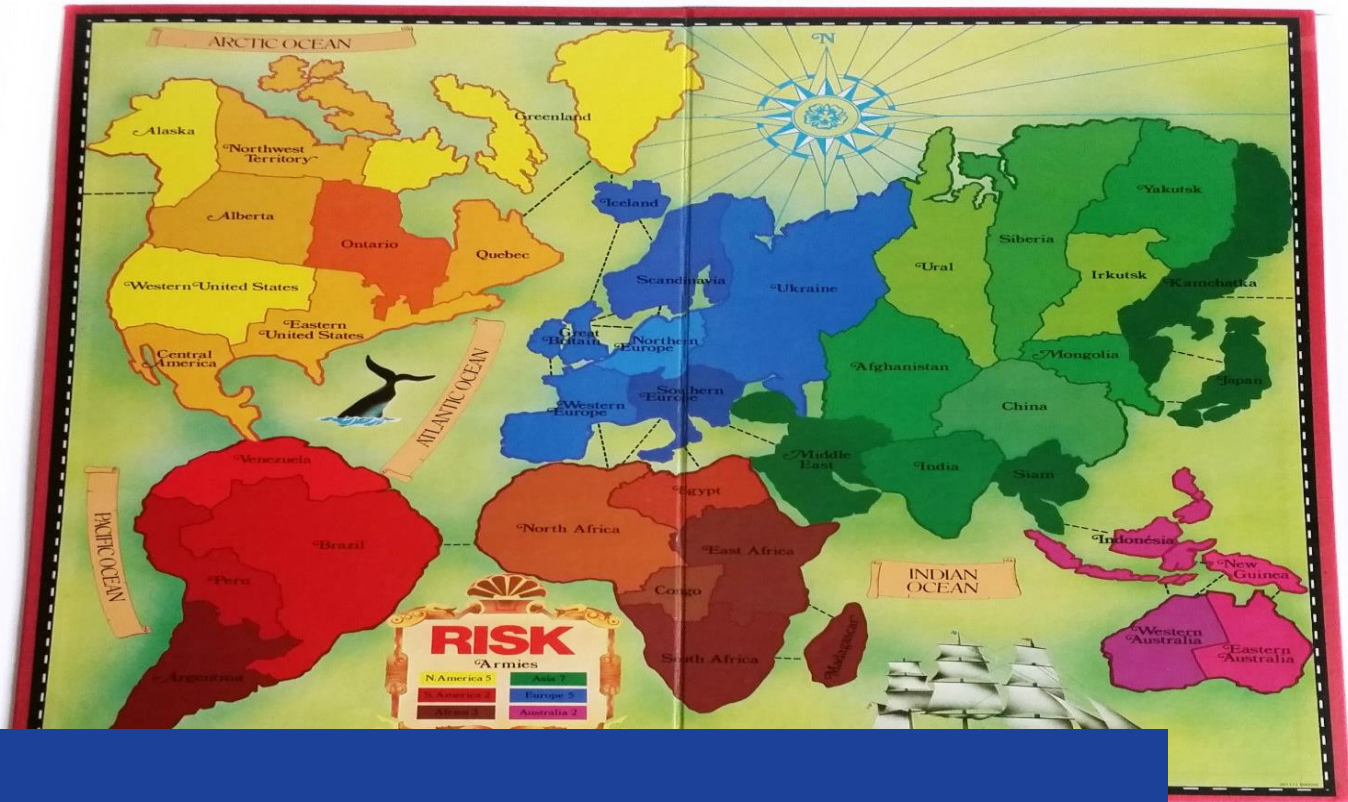 ARCTIC OCEAN
N
Alaska
Northwest
Territory
Greenland
Alberta
Ontario
Quebec
Western United States
Eastern
United States
Central
America
Iceland
Scandinavia
Ukraine
Great
Britain
Northern
Europe
Western
Europe
Southern
Europe
Ural
Siberia
Yakutsk
Irkutsk
Kamchatka
Mongolia
Japan
Afghanistan
China
Middle
East
India
Siam
ATLANTIC OCEAN
PACIFIC OCEAN
Venezuela
Brazil
Peru
Argentina
North Africa
Egypt
East Africa
Congo
South Africa
Madagascar
INDIAN
OCEAN
Indonesia
New
Guinea
Western
Australia
Eastern
Australia
RISK
Armies
N. America 5
Asia 7
S. America 2
Europe 5
Africa 3
Australia 2